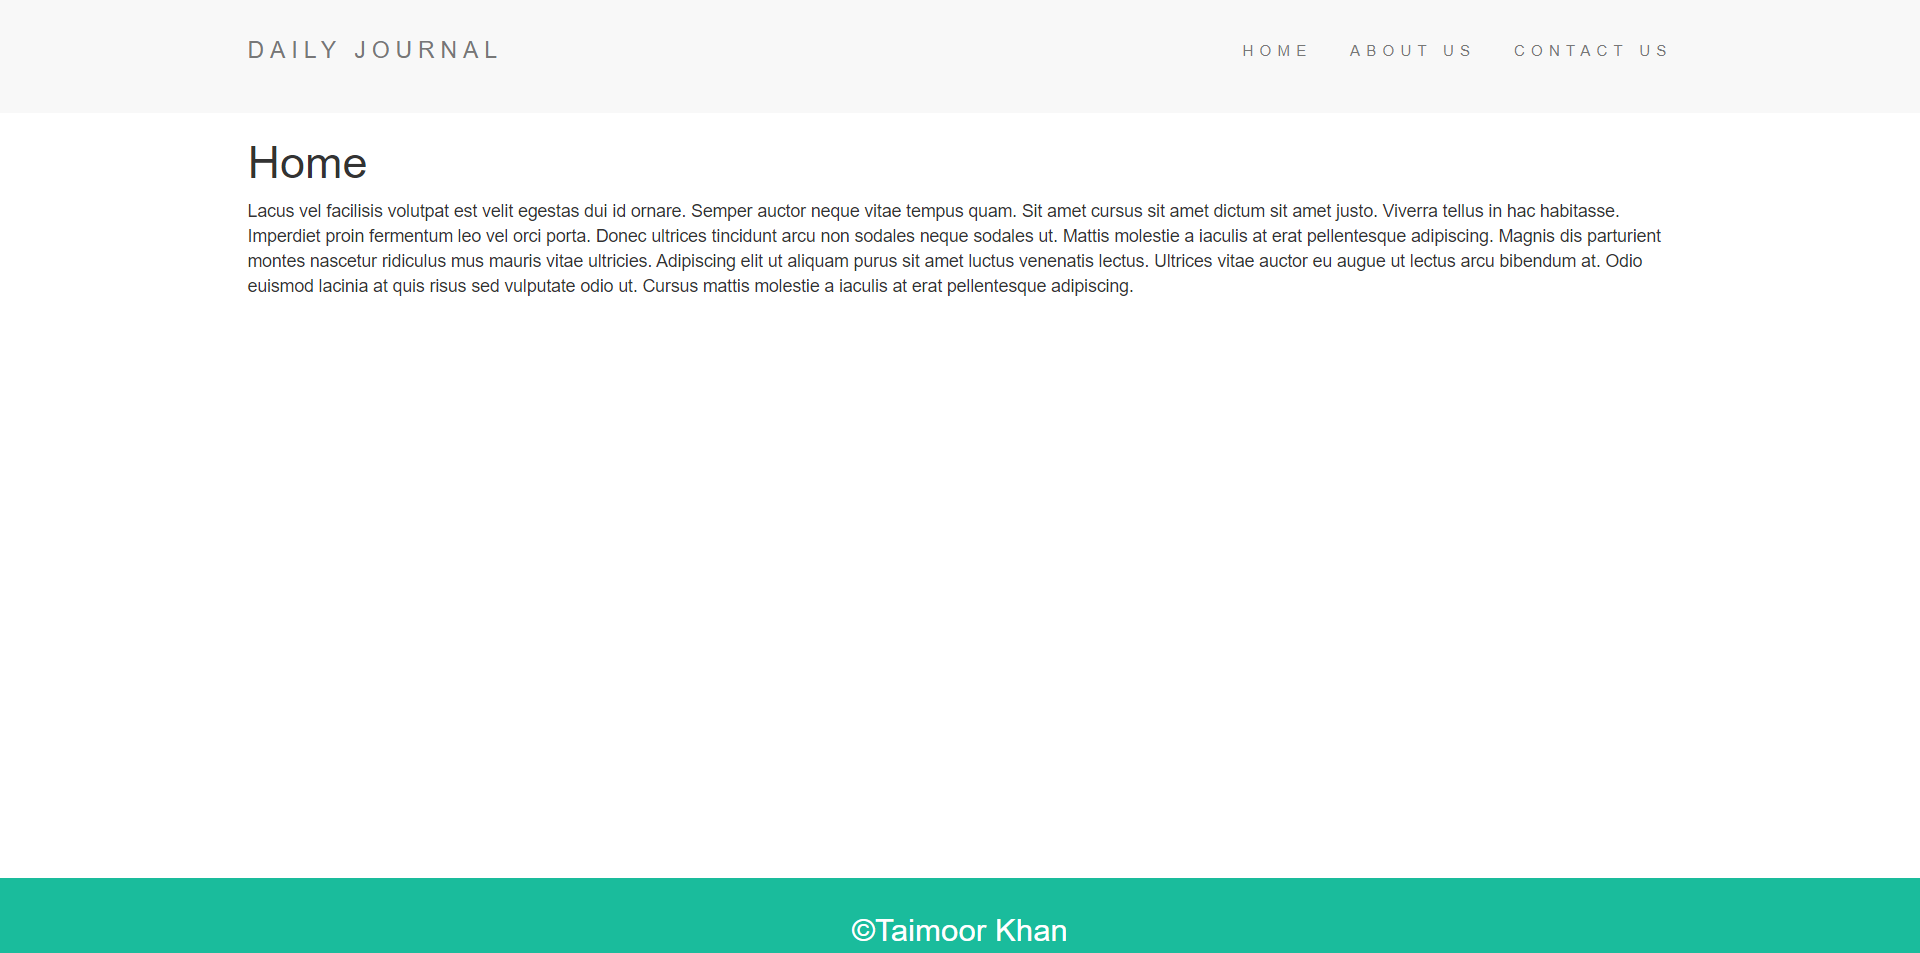 DAILY JOURNAL
HOME ABOUT US CONTACT US
Home
Lacus vel facilisis volutpat est velit egestas dui id ornare. Semper auctor neque vitae tempus quam. Sit amet cursus sit amet dictum sit amet justo. Viverra tellus in hac habitasse.
Imperdiet proin fermentum leo vel orci porta. Donec ultrices tincidunt arcu non sodales neque sodales ut. Mattis molestie a iaculis at erat pellentesque adipiscing. Magnis dis parturient
montes nascetur ridiculus mus mauris vitae ultricies. Adipiscing elit ut aliquam purus sit amet luctus venenatis lectus. Ultrices vitae auctor eu augue ut lectus arcu bibendum at. Odio
euismod lacinia at quis risus sed vulputate odio ut. Cursus mattis molestie a iaculis at erat pellentesque adipiscing.
©Taimoor Khan